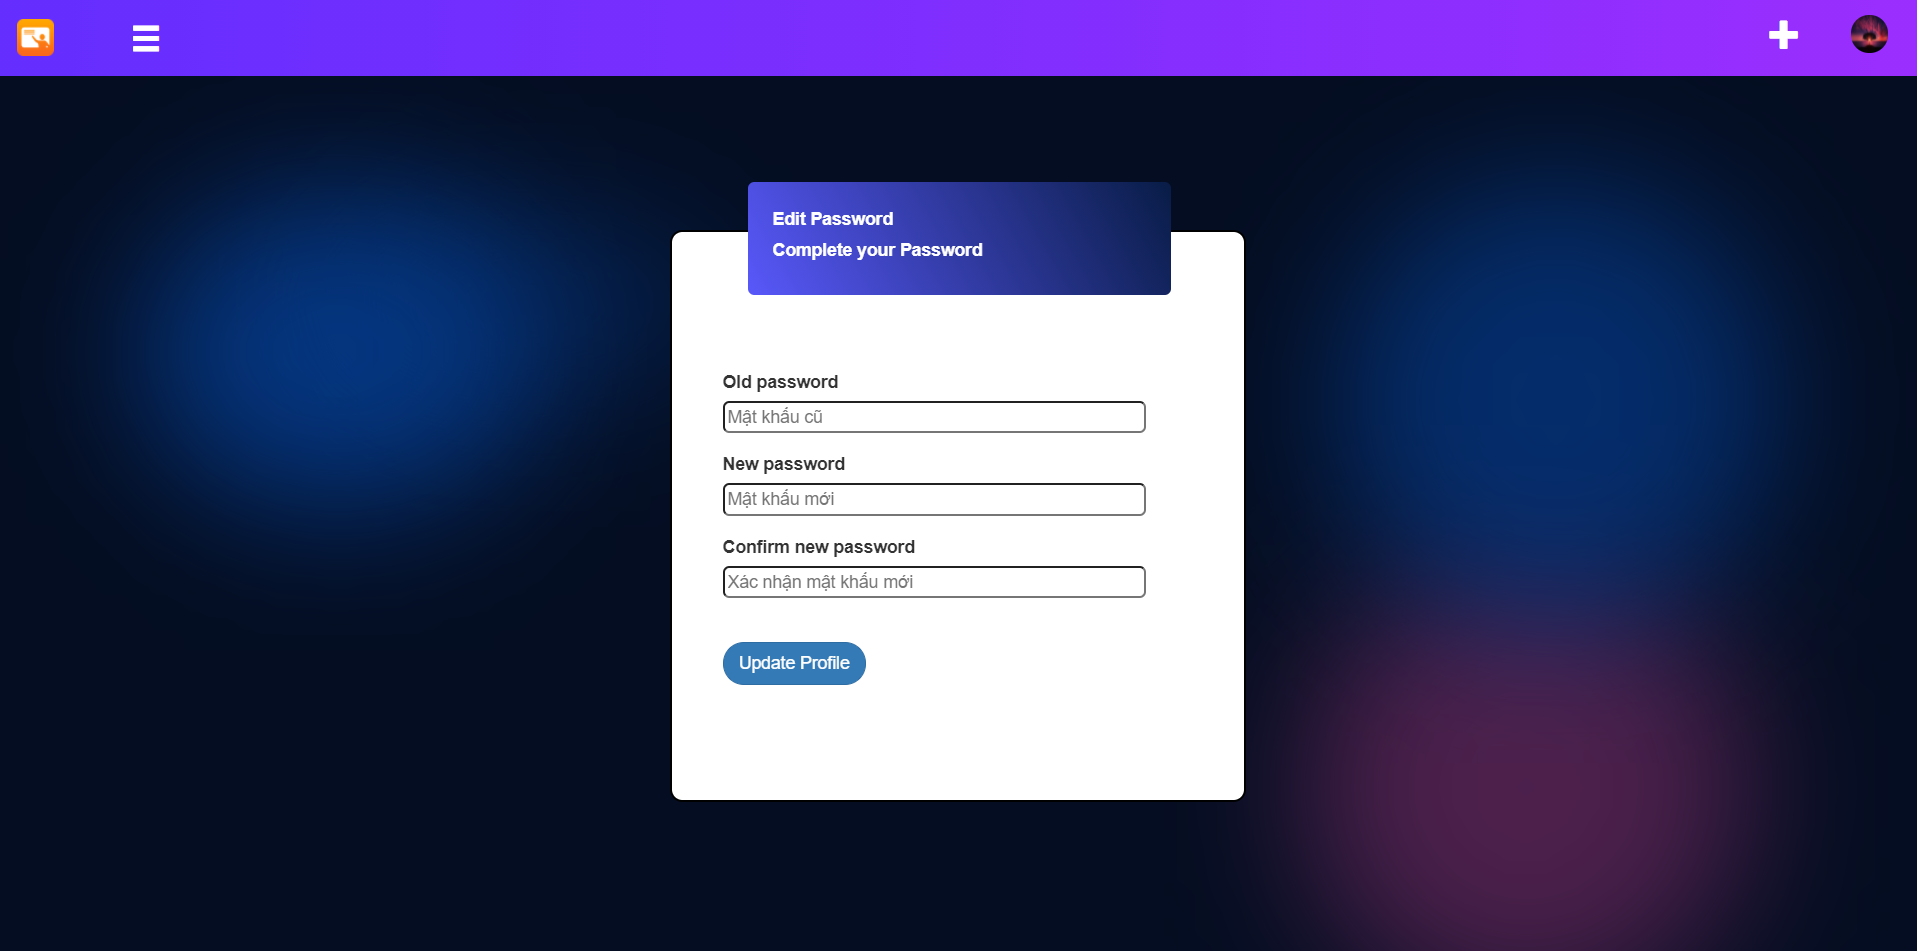 Edit Password
Complete your Password
Old password
Mật khẩu cũ
New password
Mật khẩu mới
Confirm new password
Xác nhận mật khẩu mới
Update Profile